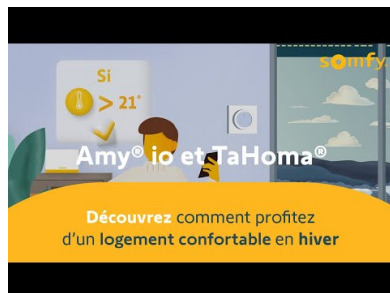 somfy
Si
> 21°
Amy® io et TaHoma®
Découvrez comment profitez
d'un logement confortable en hiver